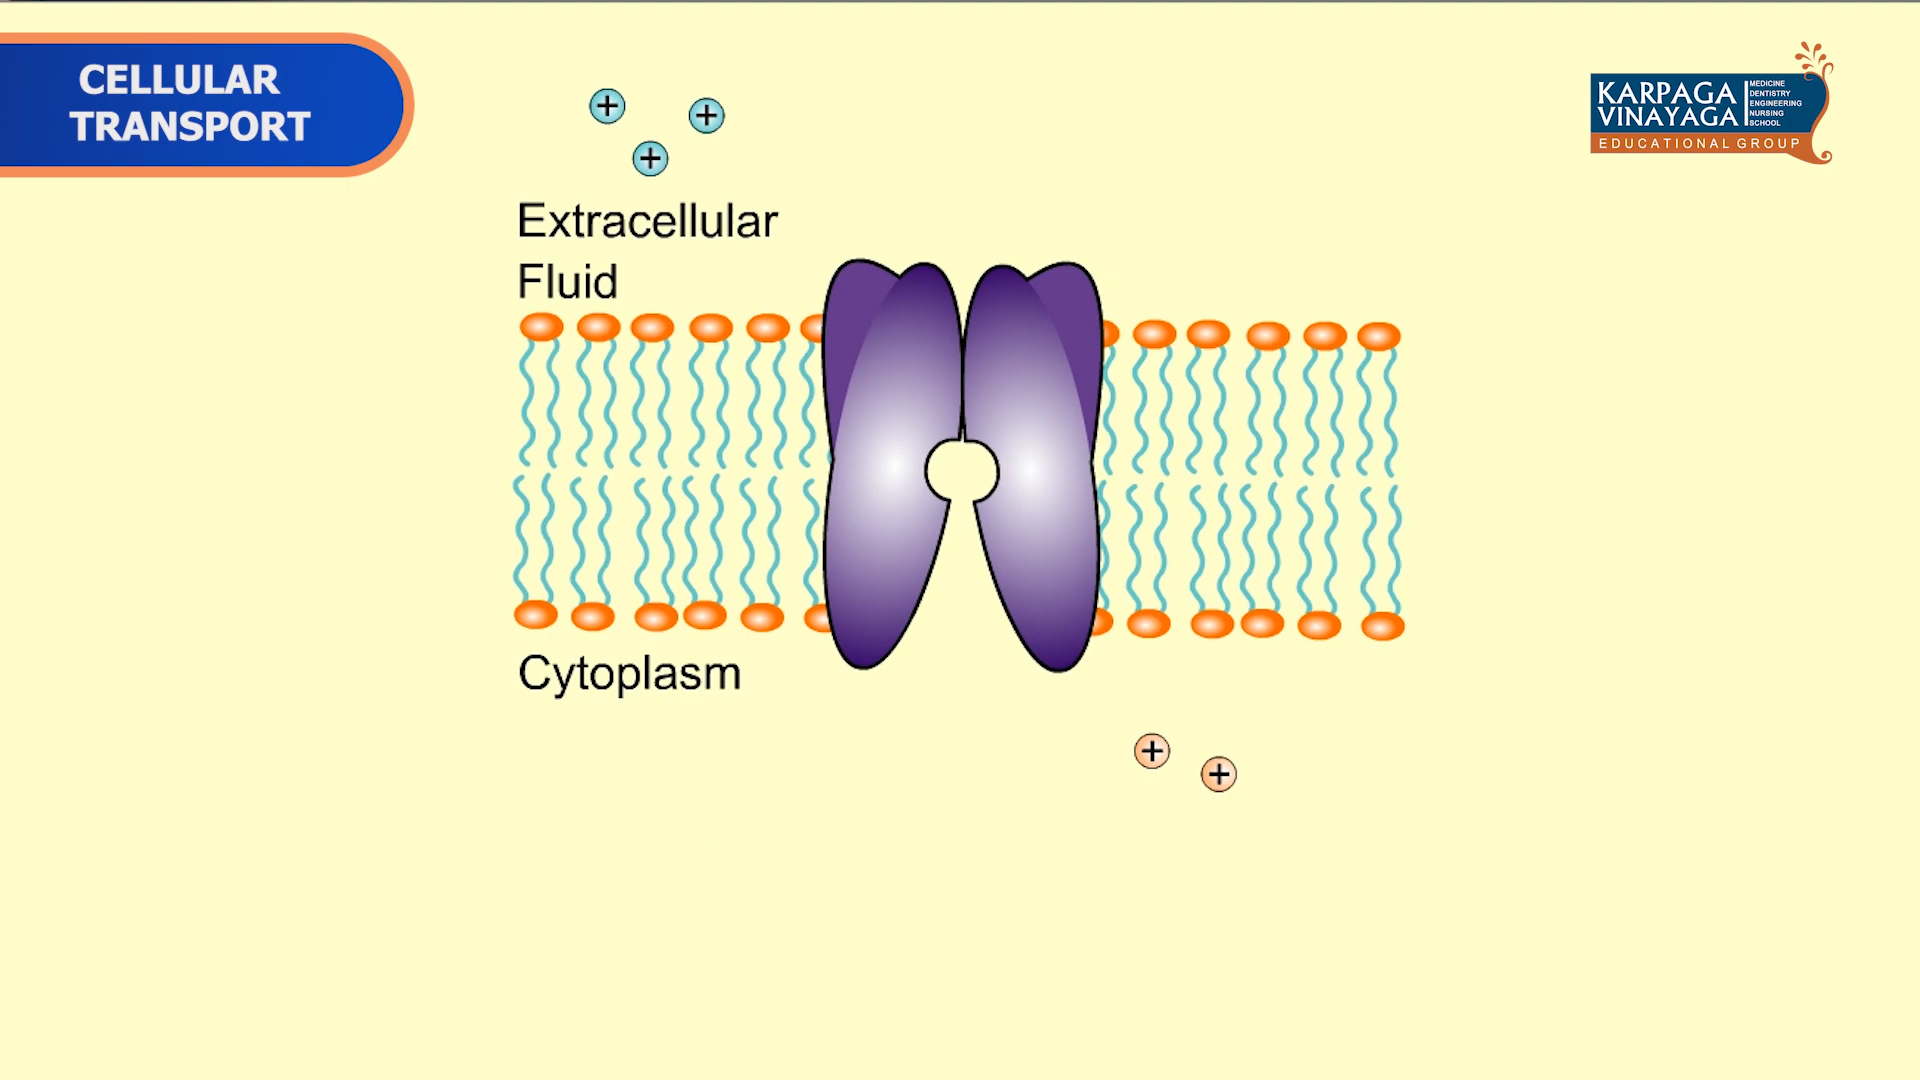 CELLULAR
TRANSPORT
KARPAGA
VINAYAGA
MEDICINE
DENTISTRY
ENGINEERING
NURSING
SCHOOL
EDUCATIONAL GROUP
+
+
+
Extracellular
Fluid
Cytoplasm
+
+